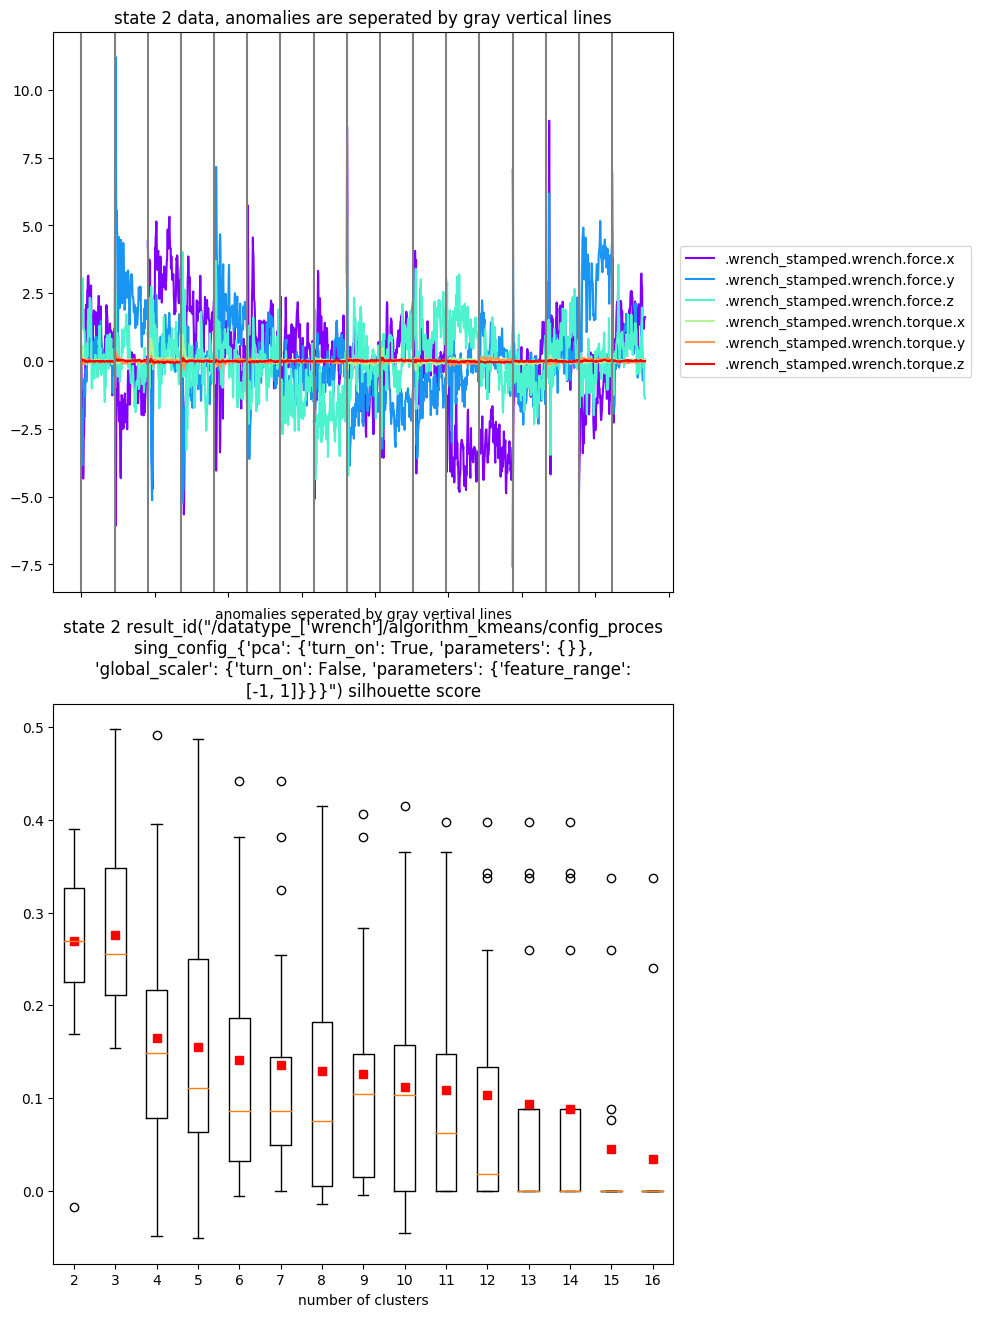 state 2 data, anomalies are seperated by gray vertical lines
10.0
7.5
5.0
2.5
0.0
−2.5
−5.0
−7.5
.wrench_stamped.wrench.force.x
.wrench_stamped.wrench.force.y
.wrench_stamped.wrench.force.z
.wrench_stamped.wrench.torque.x
.wrench_stamped.wrench.torque.y
.wrench_stamped.wrench.torque.z
anomalies seperated by gray vertival lines
state 2 result_id("/datatype_['wrench']/algorithm_kmeans/config_proces
sing_config_{'pca': {'turn_on': True, 'parameters': {}},
'global_scaler': {'turn_on': False, 'parameters': {'feature_range':
[-1, 1]}}}") silhouette score
0.5
0.4
0.3
0.2
0.1
0.0
2 3 4 5 6 7 8 9 10 11 12 13 14 15 16
number of clusters